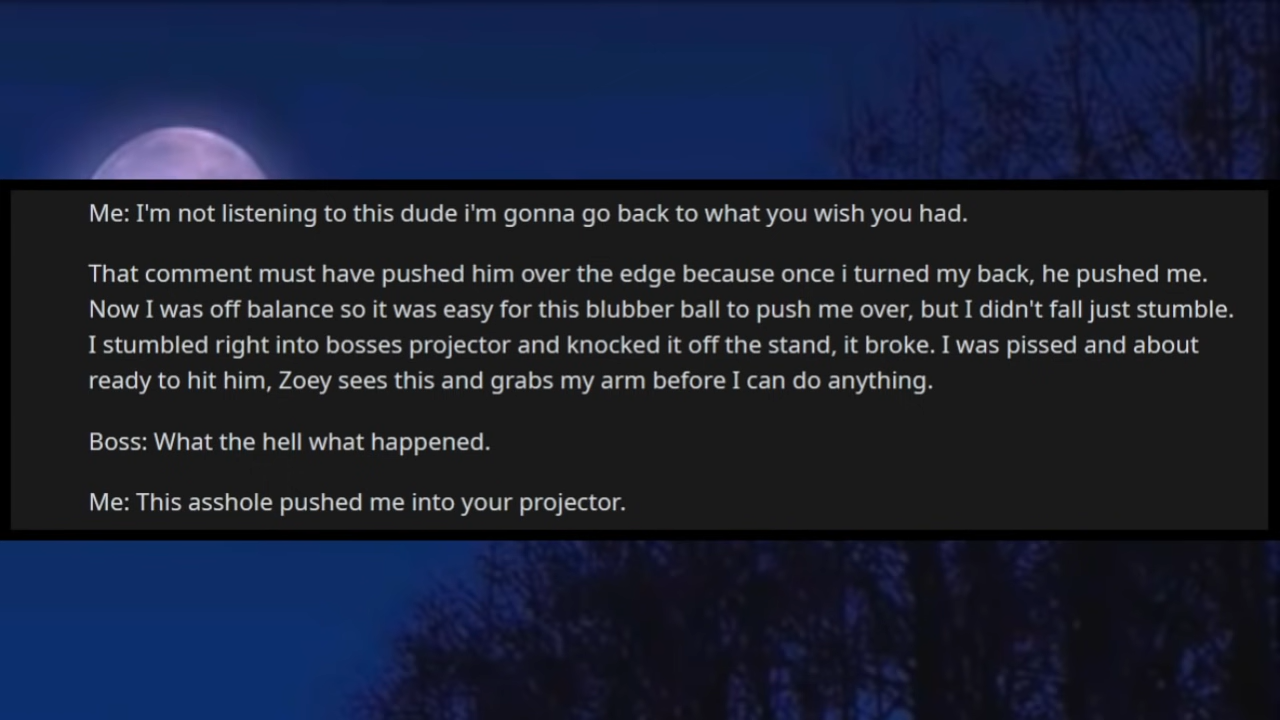 Me: I'm not listening to this dude i'm gonna go back to what you wish you had.
That comment must have pushed him over the edge because once i turned my back, he pushed me.
Now I was off balance so it was easy for this blubber ball to push me over, but I didn't fall just stumble.
I stumbled right into bosses projector and knocked it off the stand, it broke. I was pissed and about
ready to hit him, Zoey sees this and grabs my arm before I can do anything.
Boss: What the hell what happened.
Me: This asshole pushed me into your projector.